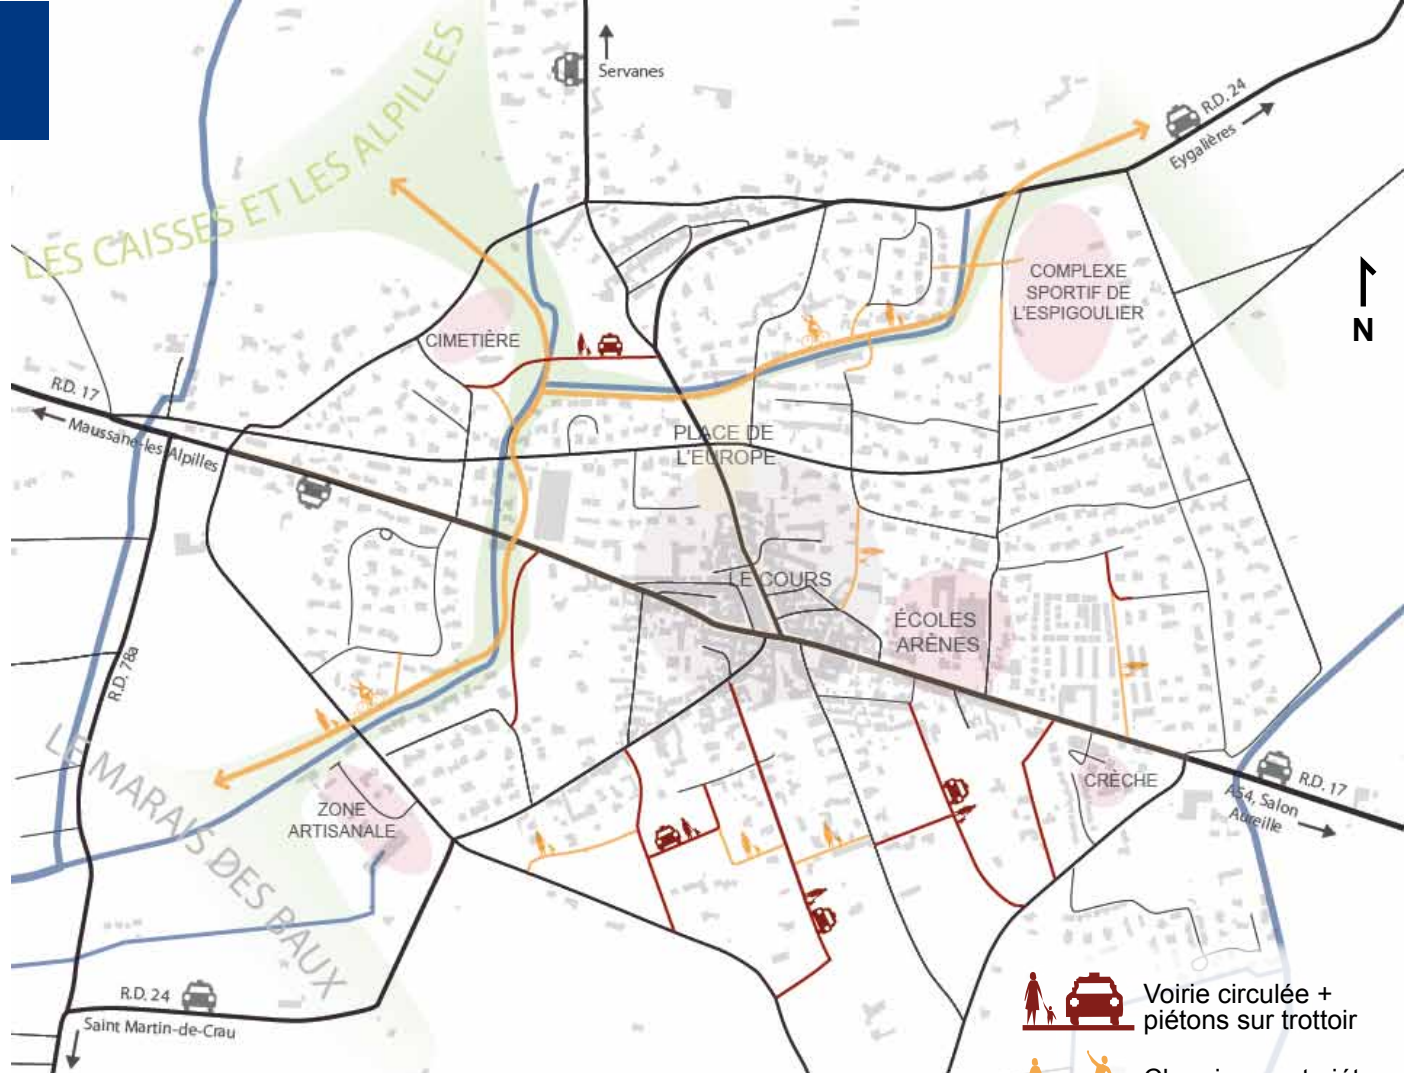 Servanes
R.D. 24
Eygalières
LES CAISSES ET LES ALPILLES
COMPLEXE
SPORTIF DE
L'ESPIGOULIER
N
CIMETIÈRE
R.D. 17
Maussane-les-Alpilles
PLACE DE
L'EUROPE
LE COURS
ÉCOLES
ARÈNES
R.D. 78a
LE MARAIS DES BAUX
ZONE
ARTISANALE
CRÈCHE
R.D. 17
A54, Salon
Aureille
R.D. 24
Saint Martin-de-Crau
Voirie circulée +
piétons sur trottoir